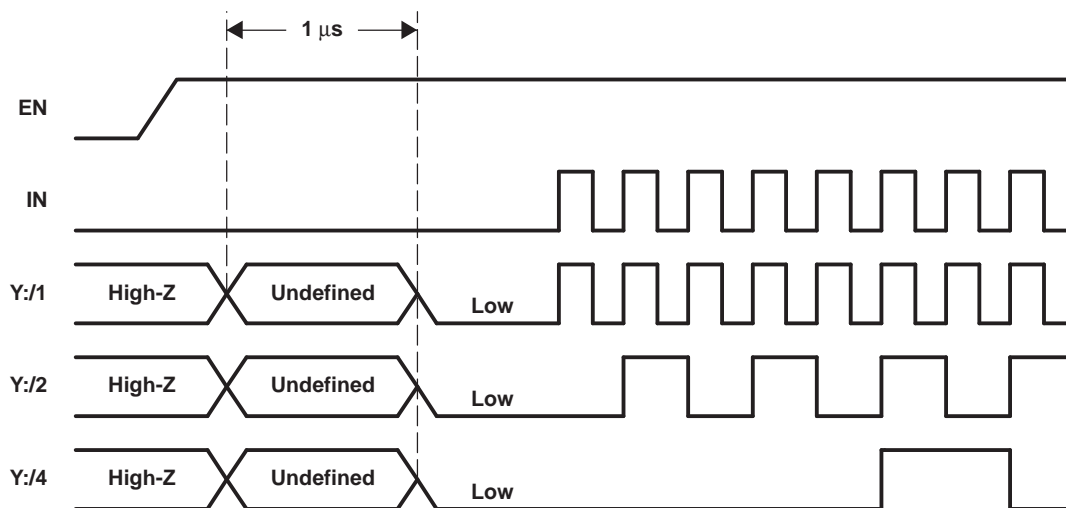 1 μs
EN
IN
Y:/1 High-Z Undefined Low
Y:/2 High-Z Undefined Low
Y:/4 High-Z Undefined Low